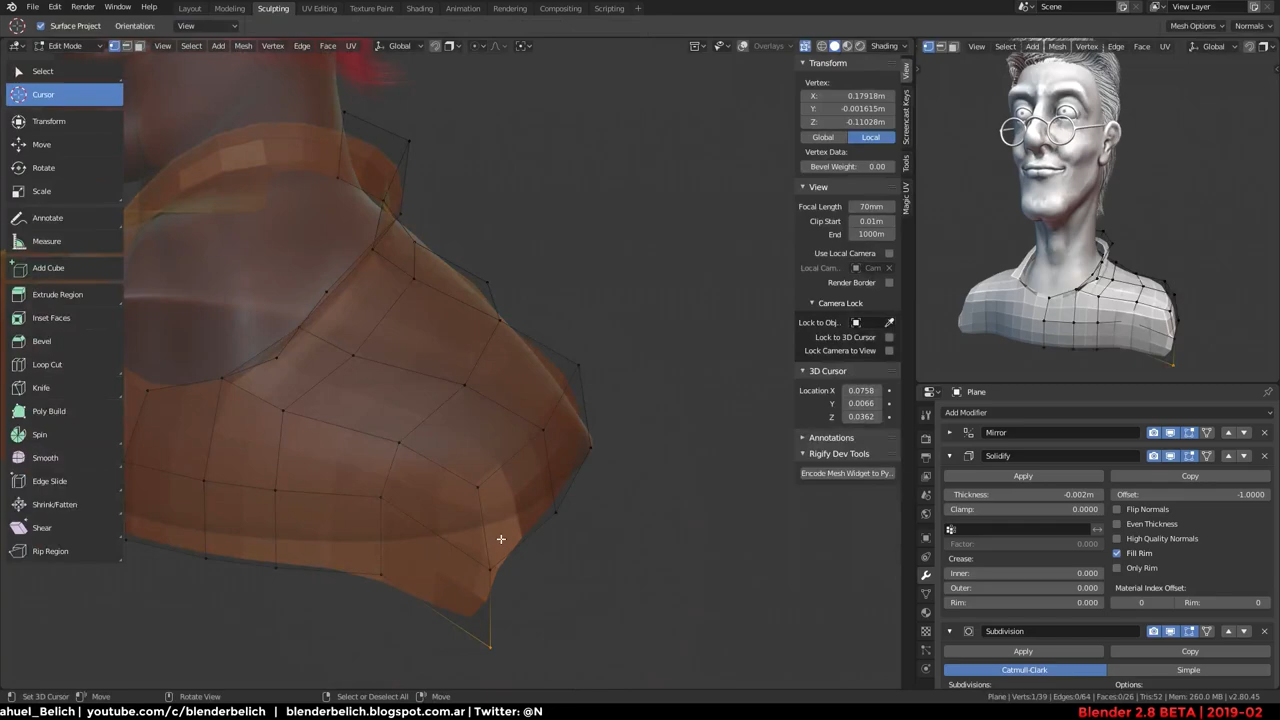 File Edit Render Window Help Layout Modeling Sculpting UV Editing Texture Paint Shading Animation Rendering Compositing Scripting + Scene View Layer
Surface Project Orientation: View Mesh Options Normals
Edit Mode View Select Add Mesh Vertex Edge Face UV Global Overlays Shading View Select Add Mesh Vertex Edge Face UV Global
Select
Cursor
Transform
Move
Rotate
Scale
Annotate
Measure
Add Cube
Extrude Region
Inset Faces
Bevel
Loop Cut
Knife
Poly Build
Spin
Smooth
Edge Slide
Shrink/Fatten
Shear
Rip Region
Transform
Vertex:
X: 0.17918m
Y: -0.001615m
Z: -0.11028m
Global Local
Vertex Data:
Bevel Weight: 0.00
View
Focal Length 70mm
Clip Start 0.01m
End 1000m
Use Local Camera
Local Cam.. Cam
Render Border
Camera Lock
Lock to Obj..
Lock to 3D Cursor
Lock Camera to View
3D Cursor
Location X 0.0758
Y 0.0066
Z 0.0362
Annotations
Rigify Dev Tools
Encode Mesh Widget to Py...
View
Screencast Keys
Tools
Magic UV
Plane
Add Modifier
Mirror
Solidify
Apply Copy
Thickness: -0.002m Offset: -1.0000
Clamp: 0.0000 Flip Normals
Even Thickness
Factor: 0.000 High Quality Normals
Crease: Fill Rim
Inner: 0.000 Only Rim
Outer: 0.000 Material Index Offset:
Rim: 0.000 0 Rim: 0
Subdivision
Apply Copy
Catmull-Clark Simple
Subdivisions: Options:
Set 3D Cursor Move Rotate View Select or Deselect All Move Plane | Verts:1/39 | Edges:0/64 | Faces:0/26 | Tris:52 | Mem: 260.0 MB | v2.80.45
ahuel_Belich | youtube.com/c/blenderbelich | blenderbelich.blogspot.com.ar | Twitter: @N Blender 2.8 BETA | 2019-02